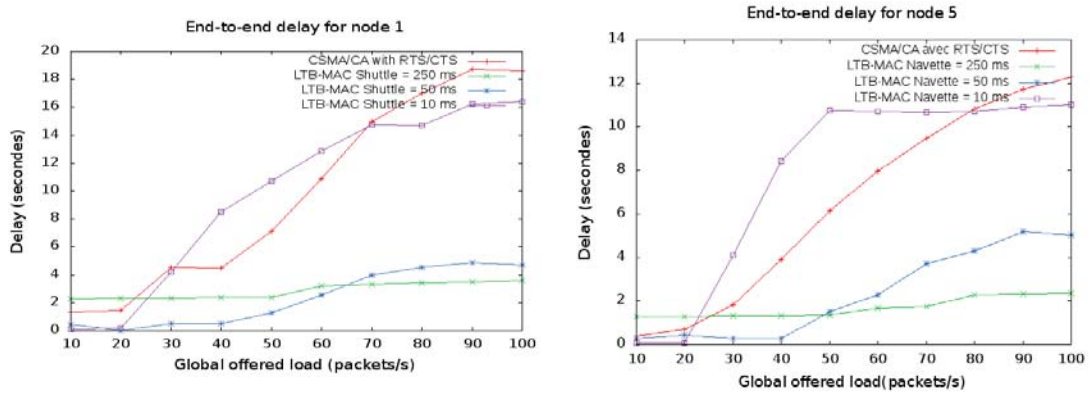 End-to-end delay for node 1
CSMA/CA with RTS/CTS
LTB-MAC Shuttle = 250 ms
LTB-MAC Shuttle = 50 ms
LTB-MAC Shuttle = 10 ms
Delay (secondes)
20
18
16
14
12
10
8
6
4
2
0
10 20 30 40 50 60 70 80 90 100
Global offered load (packets/s)
End-to-end delay for node 5
CSMA/CA avec RTS/CTS
LTB-MAC Navette = 250 ms
LTB-MAC Navette = 50 ms
LTB-MAC Navette = 10 ms
Delay (secondes)
14
12
10
8
6
4
2
0
10 20 30 40 50 60 70 80 90 100
Global offered load(packets/s)